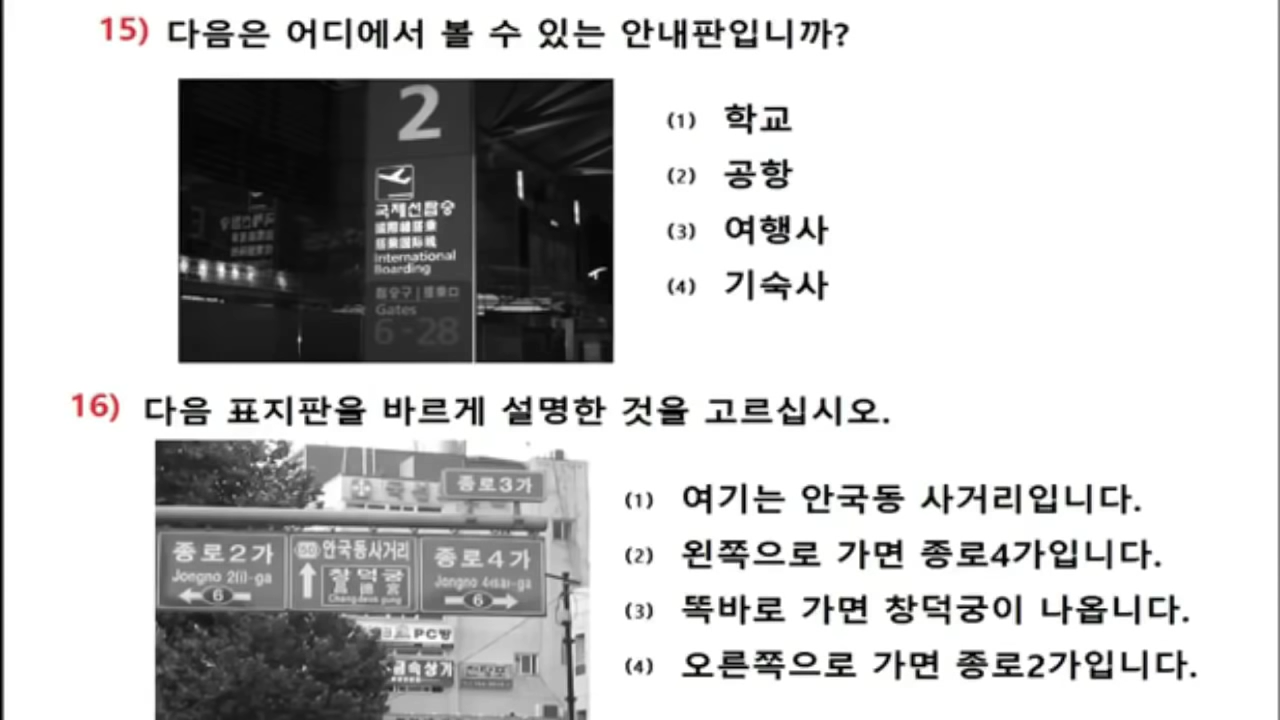 15) 다음은 어디에서 볼 수 있는 안내판입니까?
2
국제선탑승
International
Boarding
Gates
6-28
(1) 학교
(2) 공항
(3) 여행사
(4) 기숙사
16) 다음 표지판을 바르게 설명한 것을 고르십시오.
종로3가
종로2가
Jongno 2(i)-ga
6
안국동사거리
창덕궁
종로4가
Jongno 4(sa)-ga
6
PC방
(1) 여기는 안국동 사거리입니다.
(2) 왼쪽으로 가면 종로4가입니다.
(3) 똑바로 가면 창덕궁이 나옵니다.
(4) 오른쪽으로 가면 종로2가입니다.